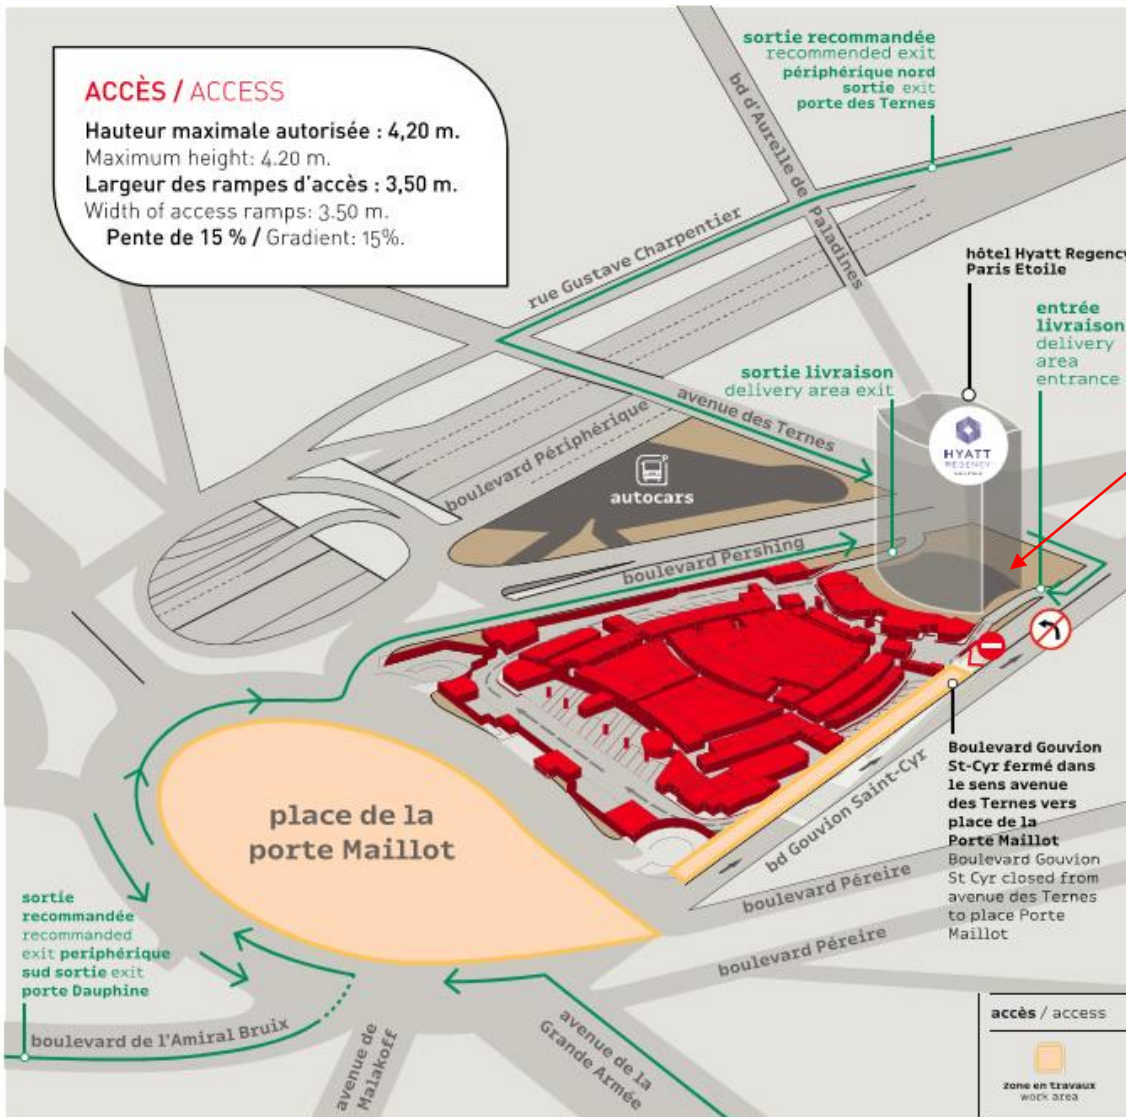 ACCÈS / ACCESS
Hauteur maximale autorisée : 4,20 m.
Maximum height: 4.20 m.
Largeur des rampes d'accès : 3,50 m.
Width of access ramps: 3.50 m.
Pente de 15 % / Gradient: 15%.
sortie recommandée
recommended exit
périphérique nord
sortie exit
porte des Ternes
bd d'Aurelle de Paladines
rue Gustave Charpentier
hôtel Hyatt Regency
Paris Etoile
entrée
livraison
delivery
area
entrance
sortie livraison
delivery area exit
avenue des Ternes
boulevard Périphérique
HYATT
REGENCY
autocars
boulevard Pershing
place de la
porte Maillot
bd Gouvion Saint-Cyr
Boulevard Gouvion
St-Cyr fermé dans
le sens avenue
des Ternes vers
place de la
Porte Maillot
Boulevard Gouvion
St Cyr closed from
avenue des Ternes
to place Porte
Maillot
boulevard Péreire
boulevard Péreire
sortie
recommandée
recommanded
exit periphérique
sud sortie exit
porte Dauphine
boulevard de l'Amiral Bruix
avenue de
Malakoff
avenue de la
Grande Armée
accès / access
zone en travaux
work area